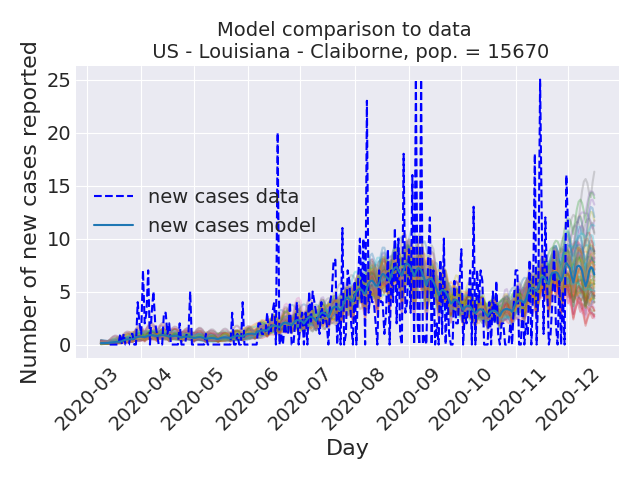 Model comparison to data
US - Louisiana - Claiborne, pop. = 15670
Number of new cases reported
25
20
15
10
5
0
new cases data
new cases model
2020-03
2020-04
2020-05
2020-06
2020-07
2020-08
2020-09
2020-10
2020-11
2020-12
Day